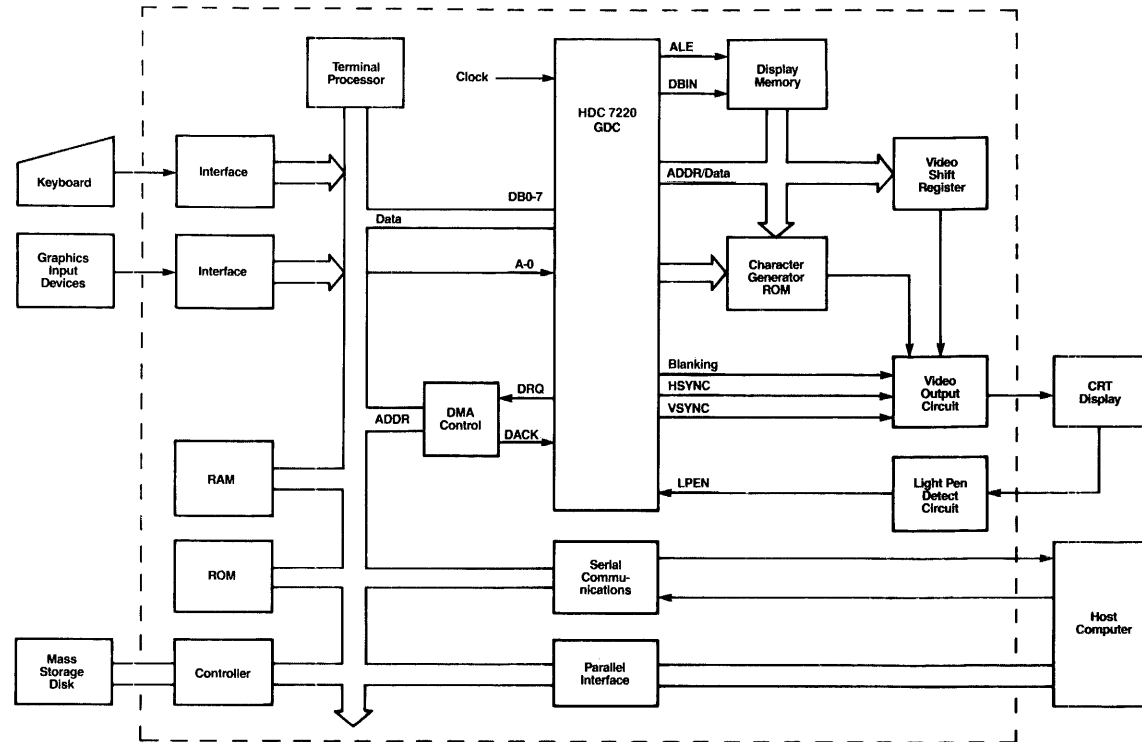 Terminal
Processor
Clock
HDC 7220
GDC
ALE
DBIN
Display
Memory
Keyboard
Interface
ADDR/Data
Video
Shift
Register
DB0-7
Data
Graphics
Input
Devices
Interface
A-0
Character
Generator
ROM
Blanking
HSYNC
VSYNC
Video
Output
Circuit
CRT
Display
DRQ
DMA
Control
ADDR
DACK
RAM
LPEN
Light Pen
Detect
Circuit
ROM
Serial
Commu-
nications
Host
Computer
Mass
Storage
Disk
Controller
Parallel
Interface